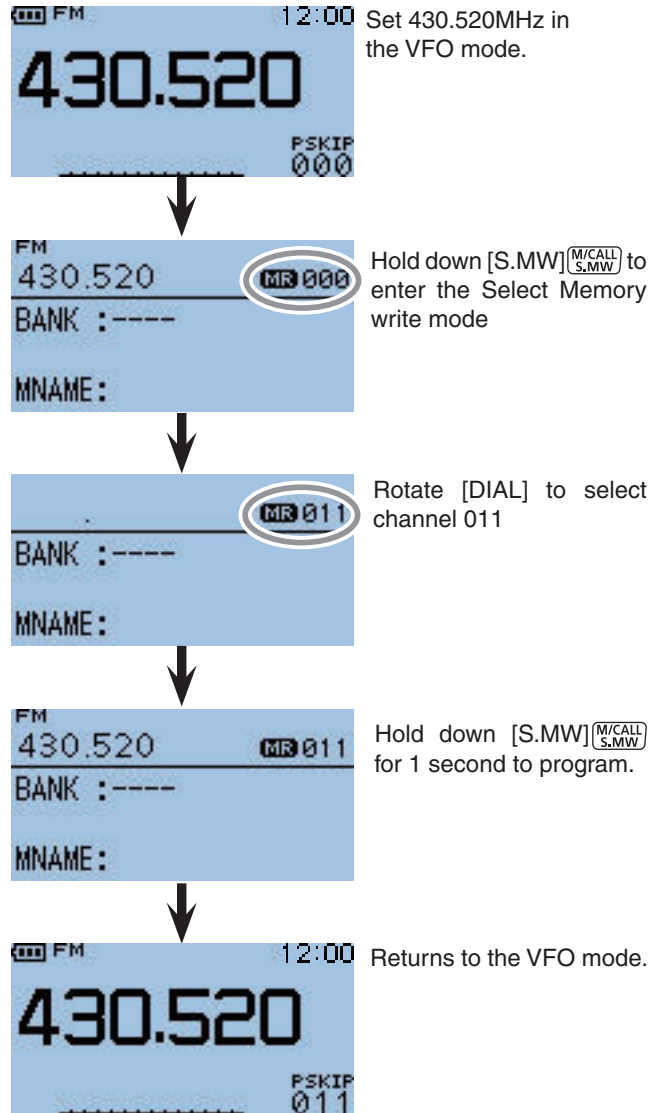 FM 12:00
430.520
PSKIP
000
Set 430.520MHz in
the VFO mode.
FM
430.520 MR 000
BANK :----
MNAME:
Hold down [S.MW] M/CALL S.MW to
enter the Select Memory
write mode
. MR 011
BANK :----
MNAME:
Rotate [DIAL] to select
channel 011
FM
430.520 MR 011
BANK :----
MNAME:
Hold down [S.MW] M/CALL S.MW
for 1 second to program.
FM 12:00
430.520
PSKIP
011
Returns to the VFO mode.